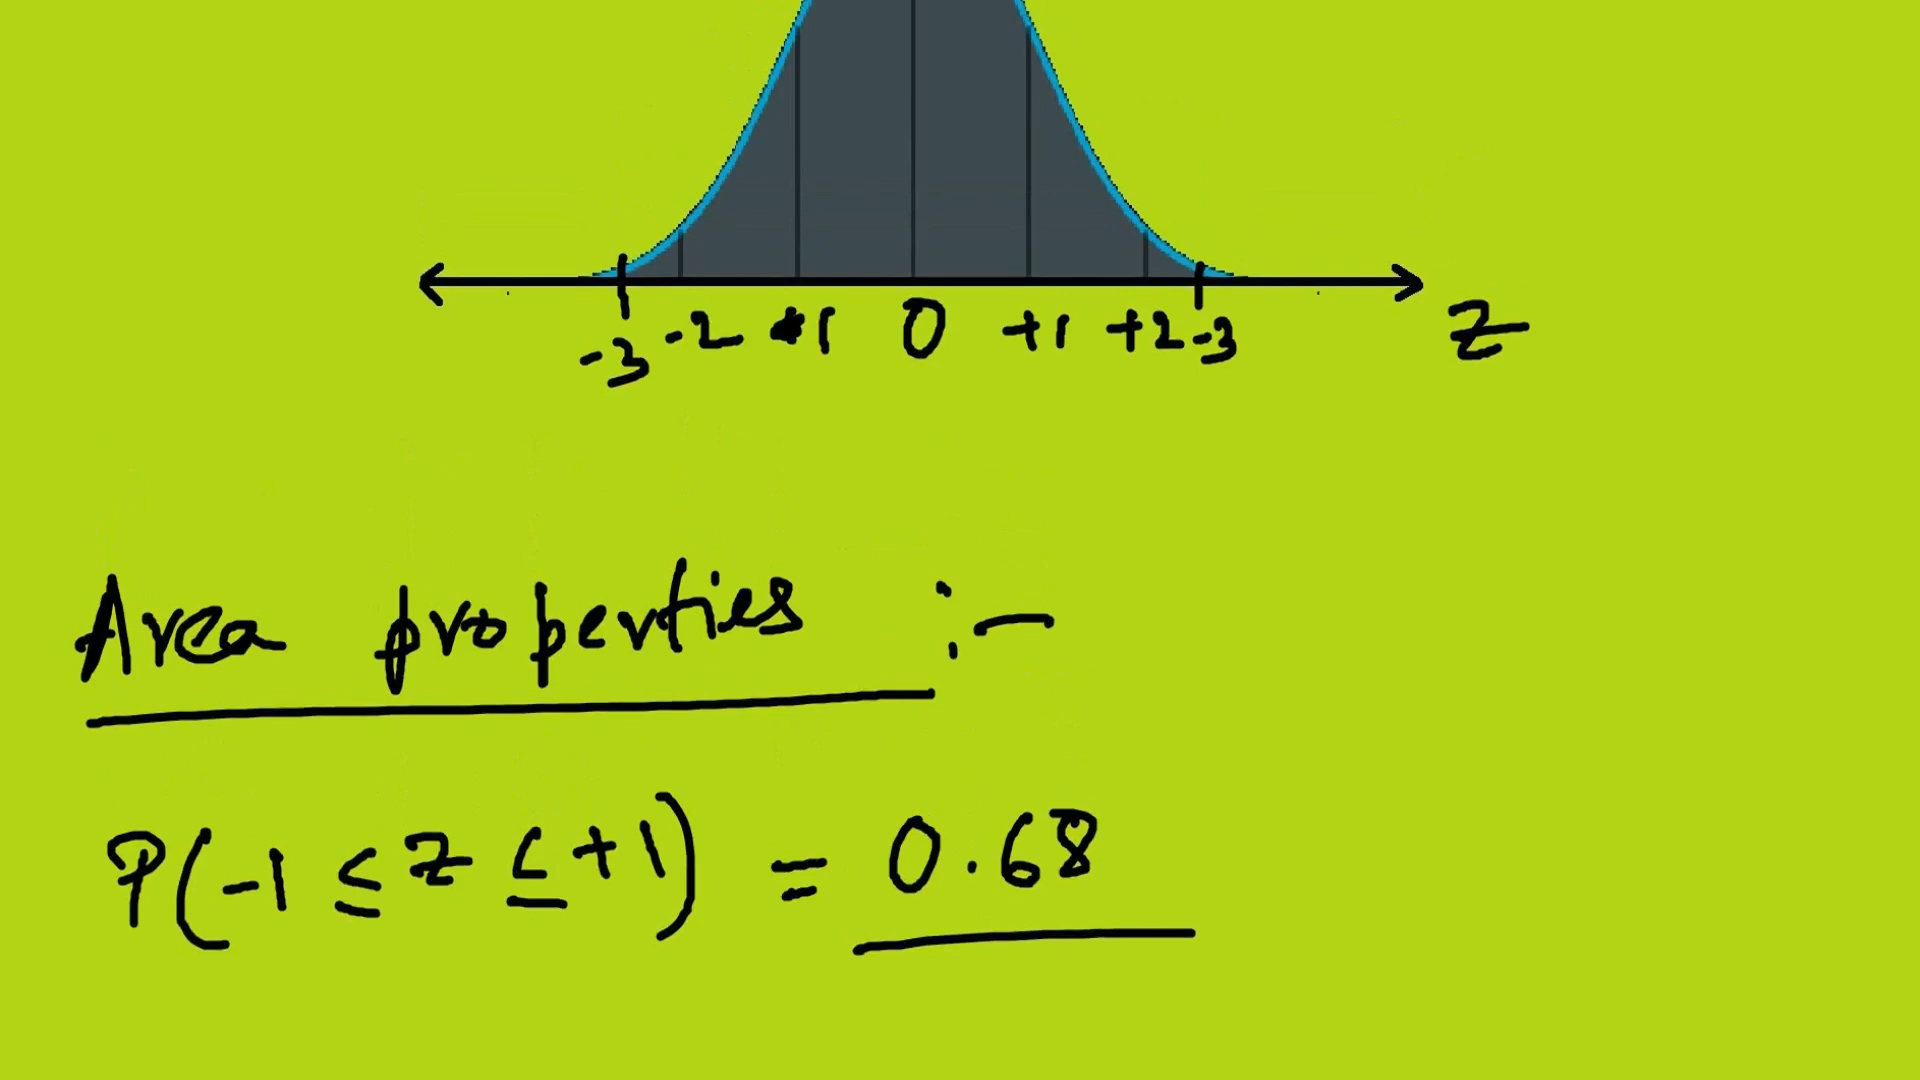 -3 -2 -1 0 +1 +2 -3 Z
Area properties :-
P(-1 ≤ z ≤ +1) = 0.68